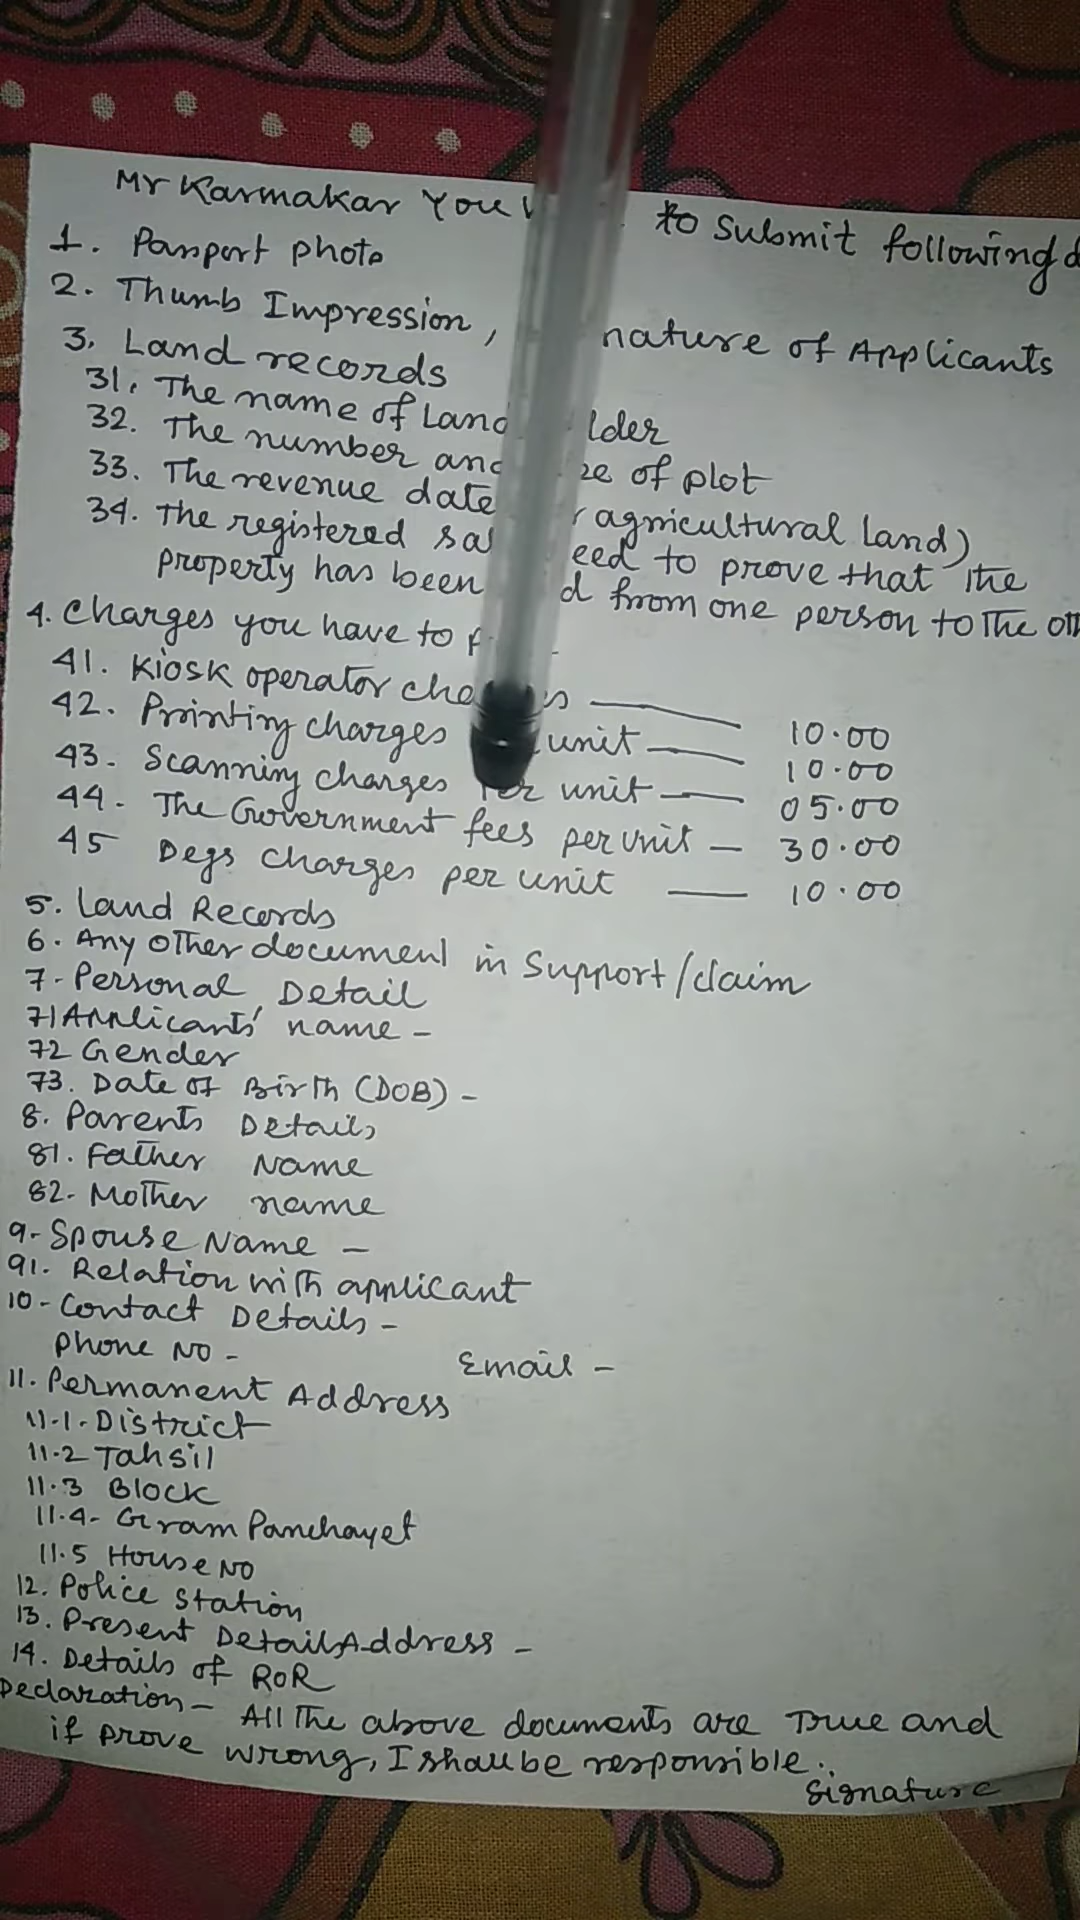 Mr Karmakar You to submit following
1. Passport photo
2. Thumb Impression, nature of Applicants
3. Land records
31. The name of Land lder
32. The number and of plot
33. The revenue date agricultural land)
34. The registered eed to prove that the
property has been from one person to The
4. Charges you have to
41. Kiosk operator 10.00
42. Printing charges unit 10.00
43. Scanning charges per unit 05.00
44. The Government fees per unit 30.00
45 Degs charges per unit 10.00
5. Land Records
6. Any other document in Support/claim
7. Personal Detail
71 Applicants' name -
72 Gender
73. Date of Birth (DOB) -
8. Parents Details
81. Father Name
82. Mother name
9. Spouse Name -
91. Relation with applicant
10 - Contact Details -
Phone NO - Email -
11. Permanent Address
11.1. District
11.2 Tahsil
11.3 Block
11.4 - Gram Panchayet
11.5 House NO
12. Police Station
13. Present Details Address -
14. Details of ROR
Declaration - All The above documents are True and
if prove wrong, I shall be responsible.
Signature